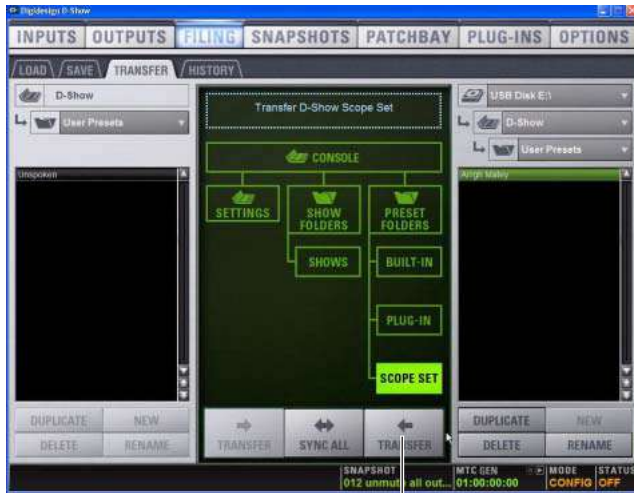 Digidesign D-Show
INPUTS OUTPUTS FILING SNAPSHOTS PATCHBAY PLUG-INS OPTIONS
LOAD SAVE TRANSFER HISTORY
D-Show
User Presets
Unspoken
Transfer D-Show Scope Set
CONSOLE
SETTINGS
SHOW FOLDERS
PRESET FOLDERS
SHOWS
BUILT-IN
PLUG-IN
SCOPE SET
USB Disk E:\
D-Show
User Presets
Arrgh Matey
DUPLICATE NEW
DELETE RENAME
TRANSFER SYNC ALL TRANSFER
DUPLICATE NEW
DELETE RENAME
SNAPSHOT
012 unmute all out...
MTC GEN
01:00:00:00
MODE
CONFIG
STATUS
OFF